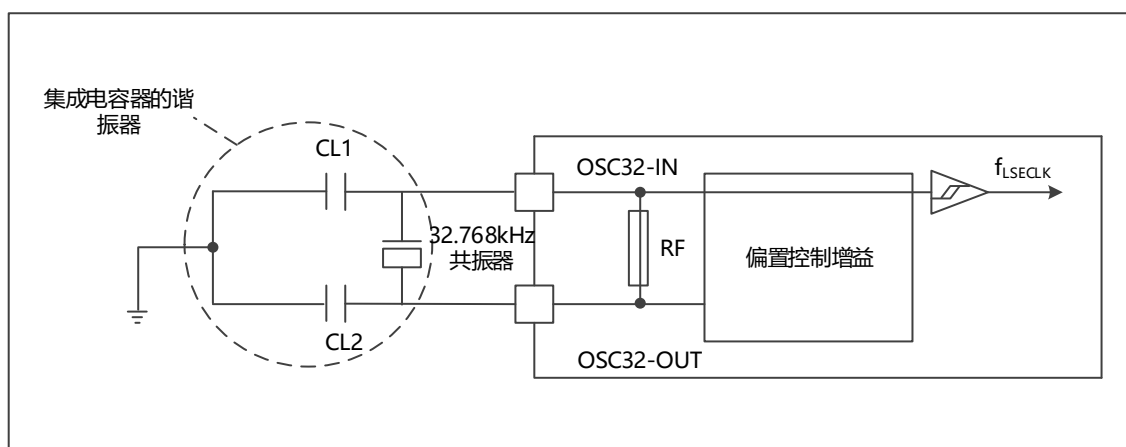 集成电容器的谐
振器
CL1
OSC32-IN
fLSECLK
32.768kHz
共振器
RF
偏置控制增益
CL2
OSC32-OUT